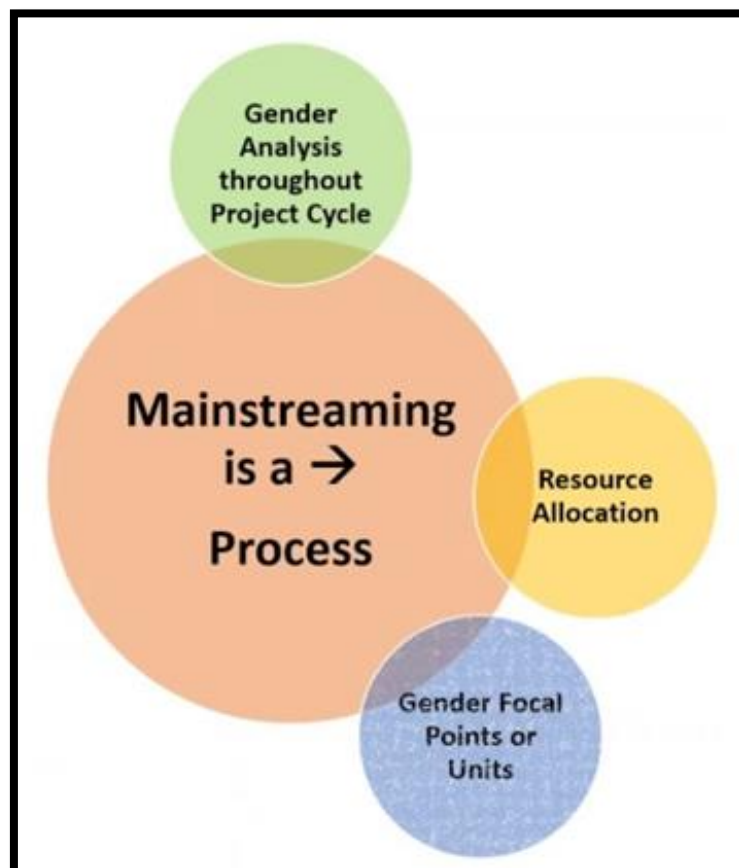 Gender
Analysis
throughout
Project Cycle
Mainstreaming
is a →
Process
Resource
Allocation
Gender Focal
Points or
Units